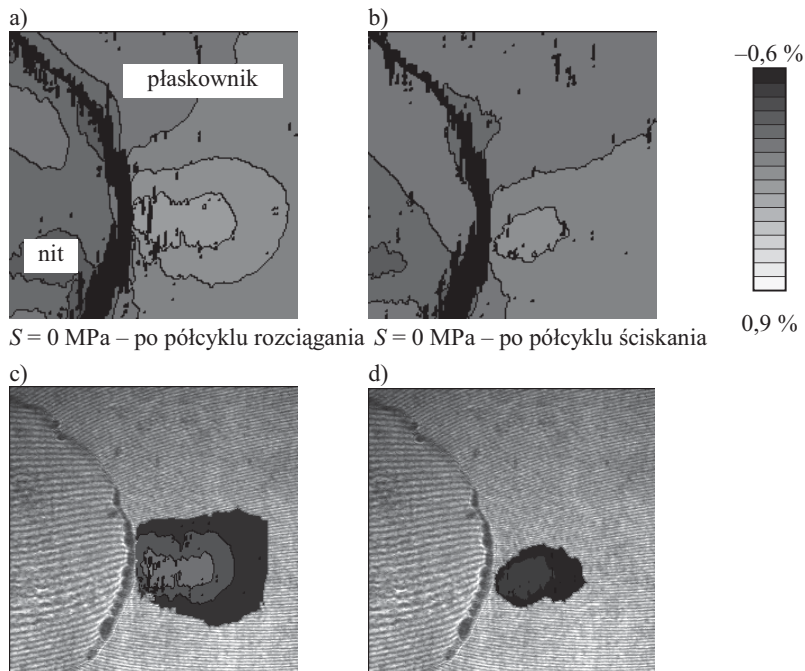 a)
b)
płaskownik
nit
–0,6 %
0,9 %
S = 0 MPa – po półcyklu rozciągania
S = 0 MPa – po półcyklu ściskania
c)
d)